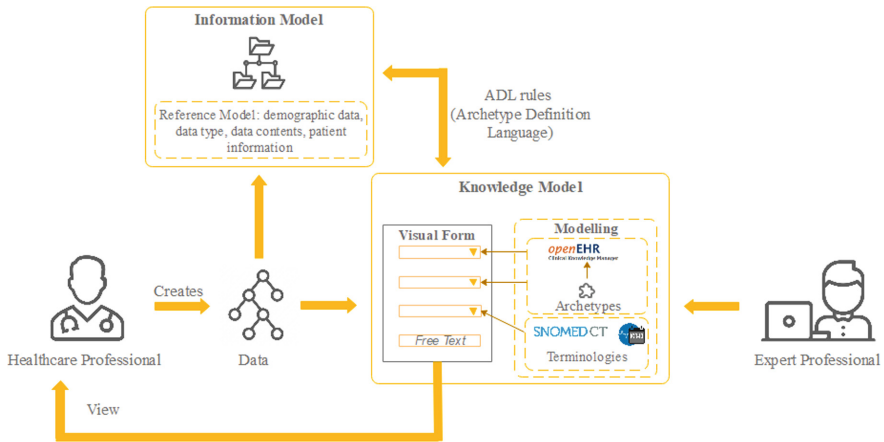 Information Model
Reference Model: demographic data,
data type, data contents, patient
information
ADL rules
(Archetype Definition
Language)
Knowledge Model
Visual Form
Free Text
Modelling
openEHR
Clinical Knowledge Manager
Archetypes
SNOMED CT
Terminologies
Healthcare Professional
Creates
Data
Expert Professional
View